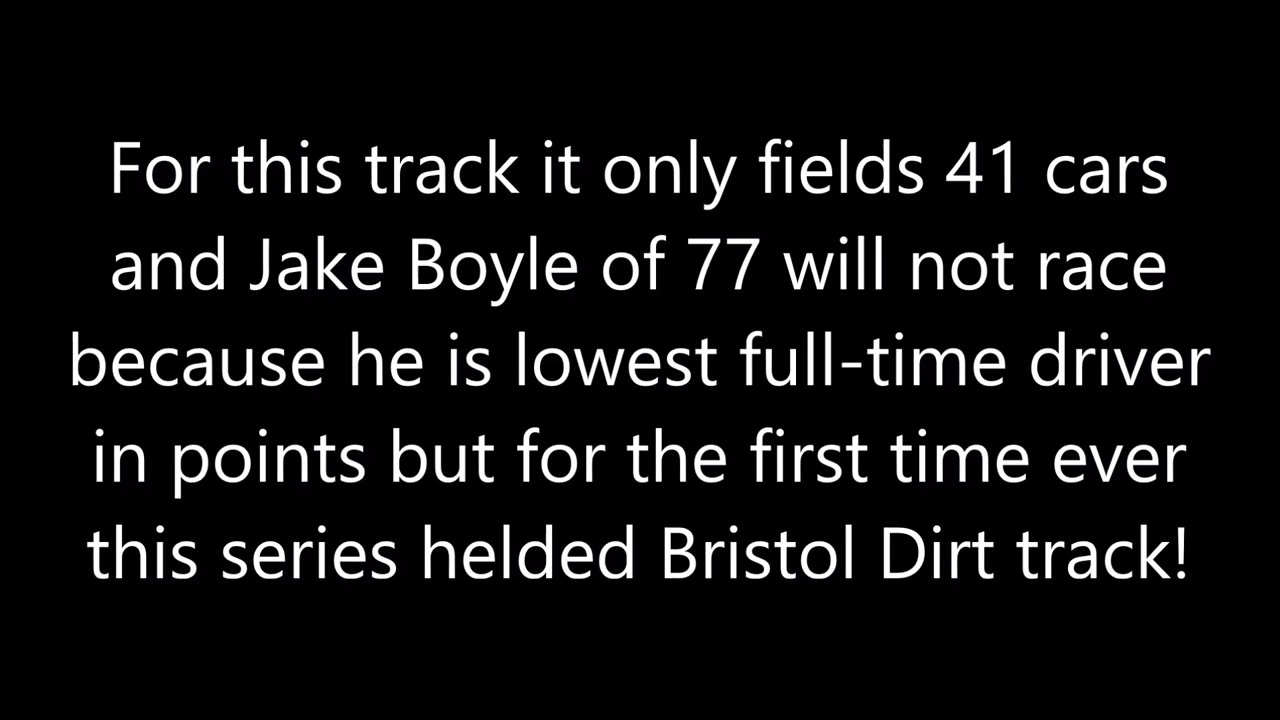 For this track it only fields 41 cars
and Jake Boyle of 77 will not race
because he is lowest full-time driver
in points but for the first time ever
this series helded Bristol Dirt track!